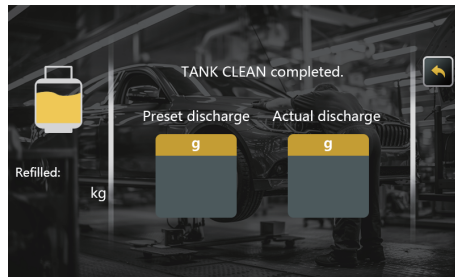 TANK CLEAN completed.
Preset discharge
Actual discharge
g
g
Refilled:
kg